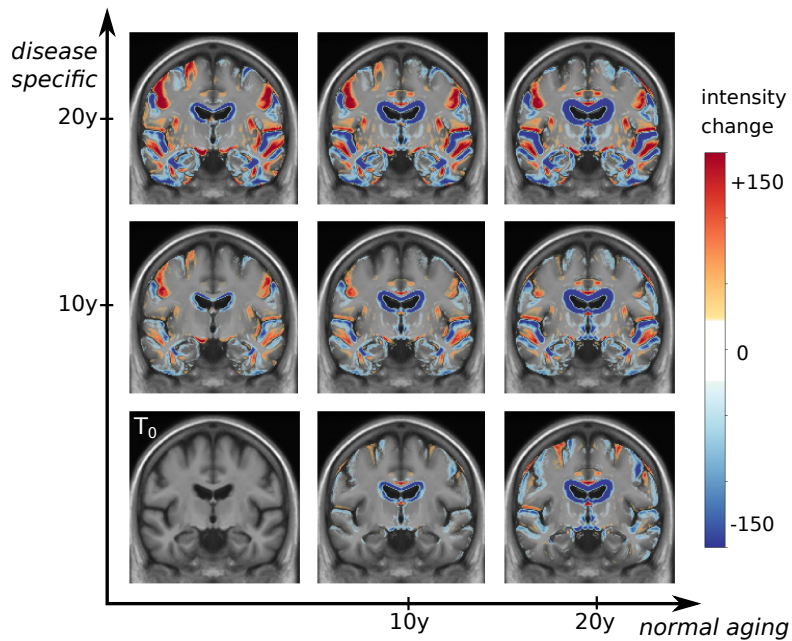 disease
specific
20y
10y
T₀
10y
20y
normal aging
intensity
change
+150
0
-150